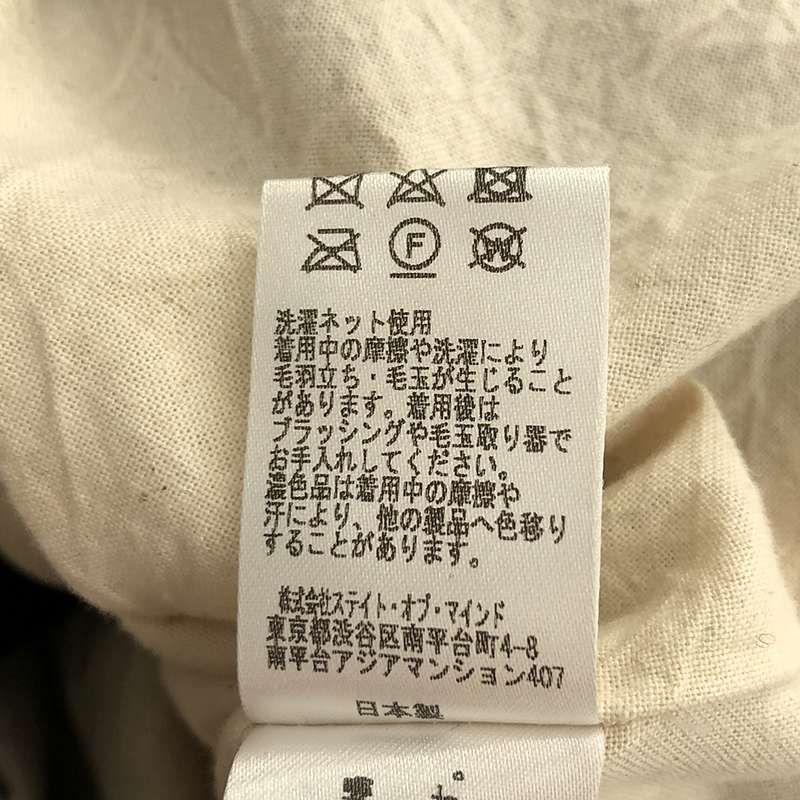 F
W
洗濯ネット使用
着用中の摩擦や洗濯により
毛羽立ち・毛玉が生じること
があります。着用後は
ブラッシングや毛玉取り器で
お手入れしてください。
濃色品は着用中の摩擦や
汗により、他の製品へ色移り
することがあります。
株式会社ステイト・オブ・マインド
東京都渋谷区南平台町4-8
南平台アジアマンション407
日本製